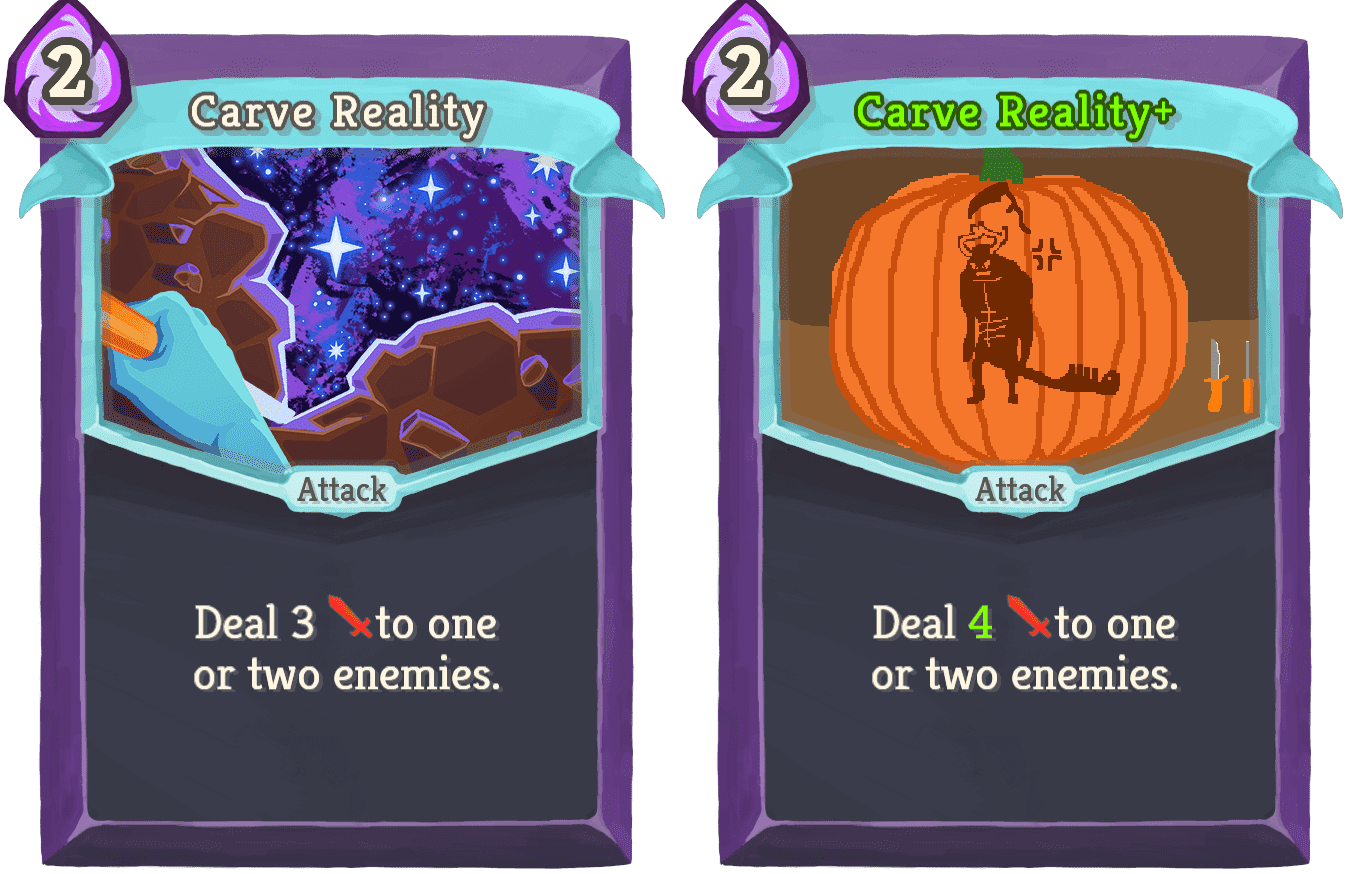 2
Carve Reality
Attack
Deal 3 to one
or two enemies.
2
Carve Reality+
Attack
Deal 4 to one
or two enemies.